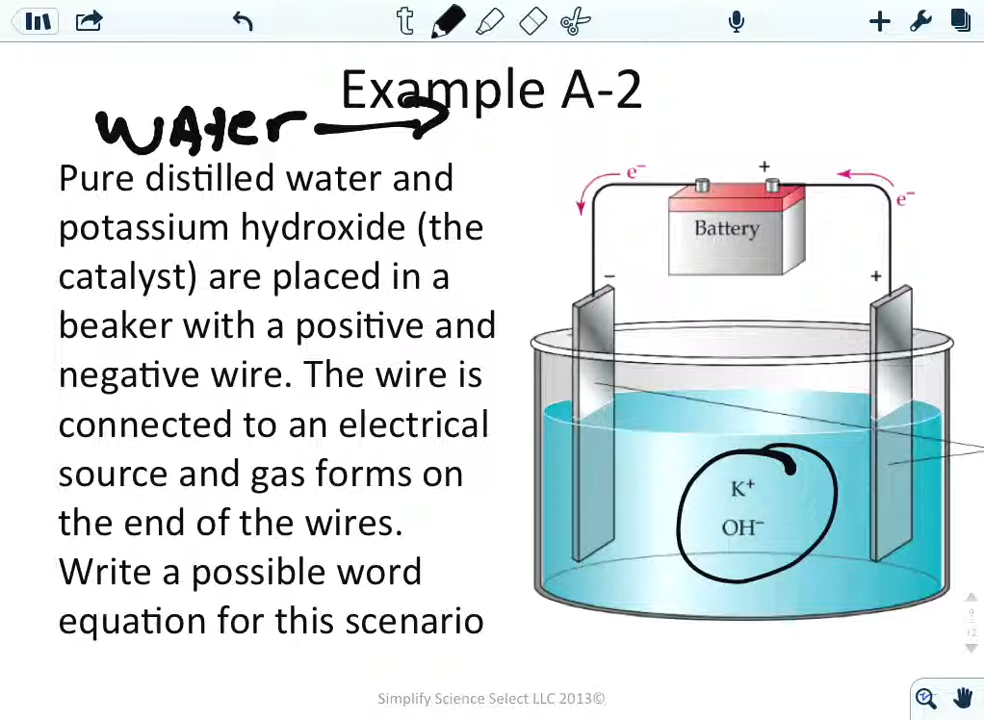 t
Example A-2
WAter
Pure distilled water and
potassium hydroxide (the
catalyst) are placed in a
beaker with a positive and
negative wire. The wire is
connected to an electrical
source and gas forms on
the end of the wires.
Write a possible word
equation for this scenario
e⁻
+
e⁻
Battery
−
+
K⁺
OH⁻
9
12
Simplify Science Select LLC 2013©